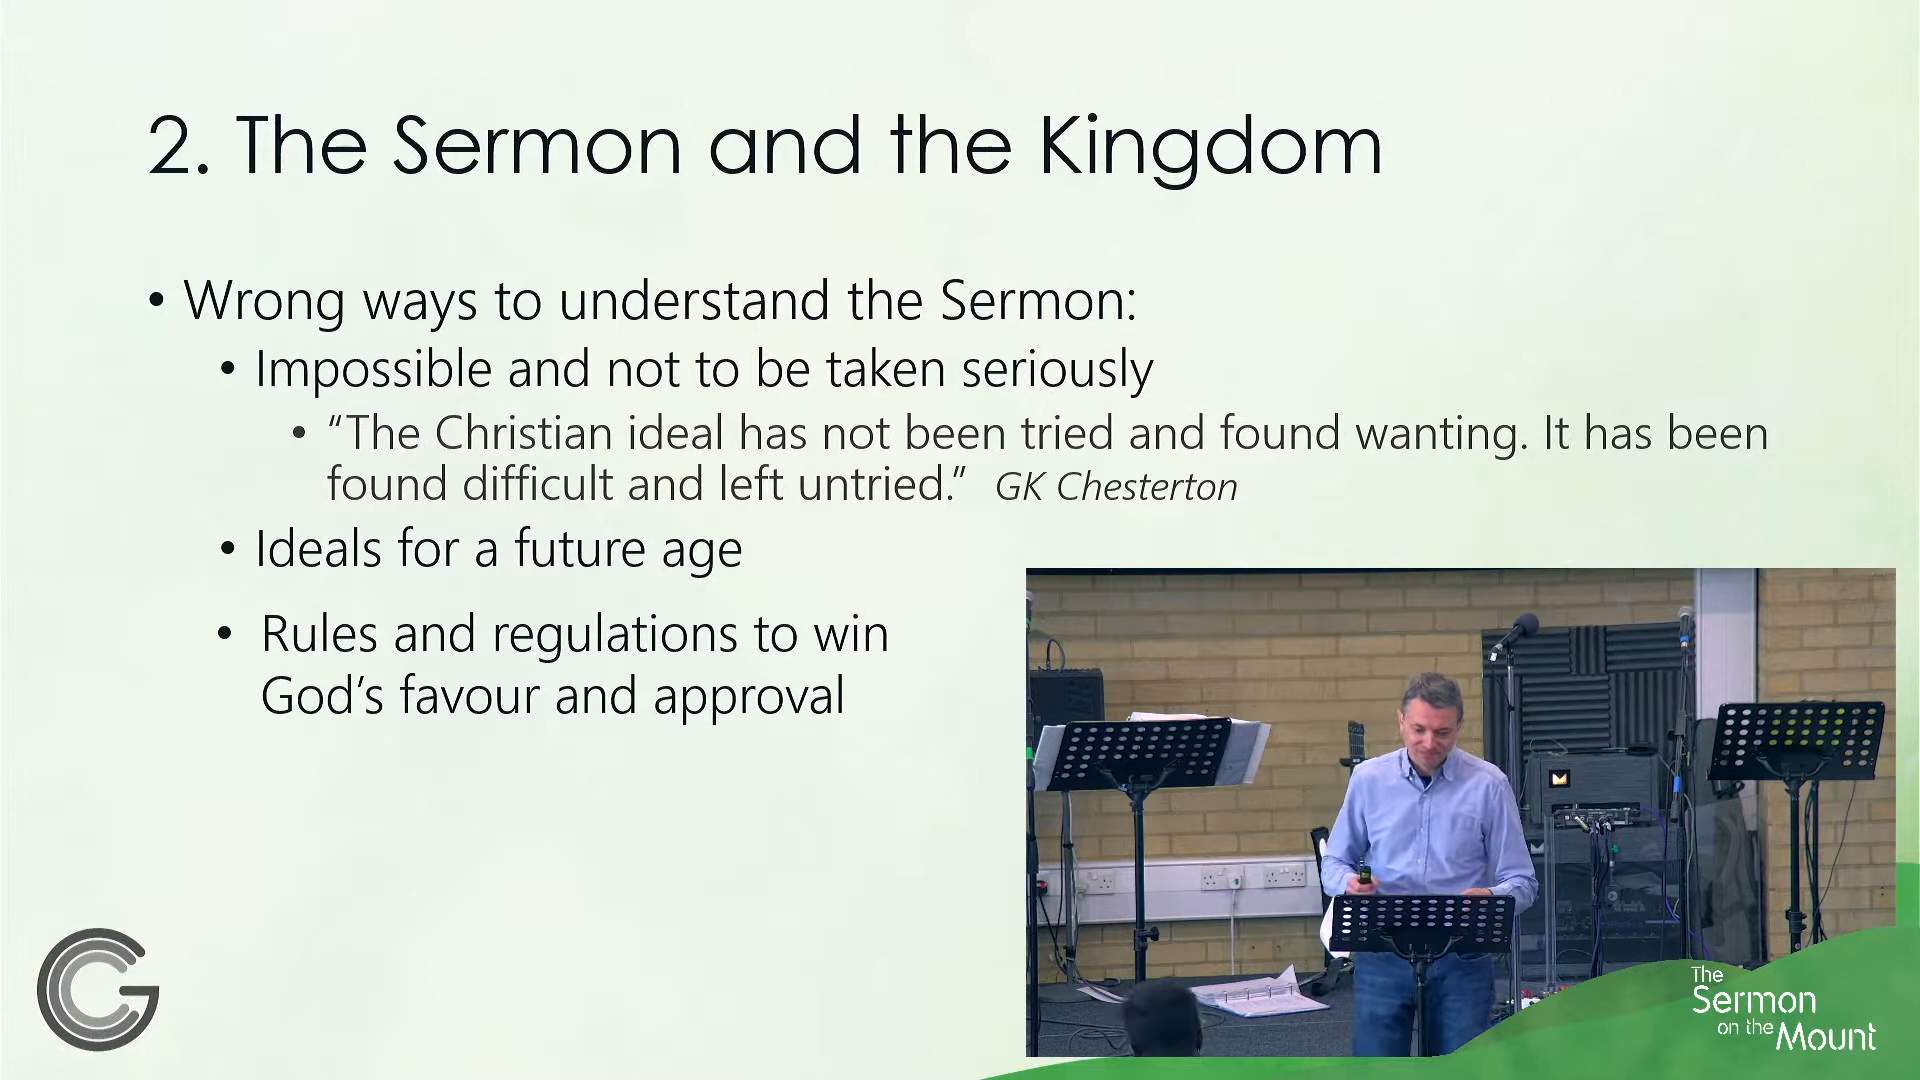 2. The Sermon and the Kingdom
• Wrong ways to understand the Sermon:
• Impossible and not to be taken seriously
• “The Christian ideal has not been tried and found wanting. It has been
found difficult and left untried.” GK Chesterton
• Ideals for a future age
• Rules and regulations to win
God’s favour and approval
The
Sermon
on the
Mount